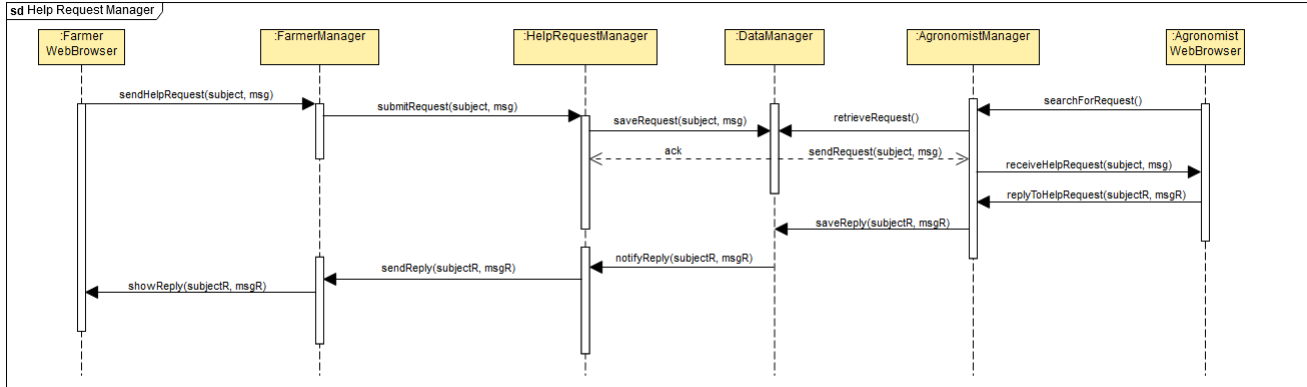 sd Help Request Manager
:Farmer
WebBrowser
:FarmerManager
:HelpRequestManager
:DataManager
:AgronomistManager
:Agronomist
WebBrowser
sendHelpRequest(subject, msg)
submitRequest(subject, msg)
searchForRequest()
saveRequest(subject, msg)
retrieveRequest()
ack
sendRequest(subject, msg)
receiveHelpRequest(subject, msg)
replyToHelpRequest(subjectR, msgR)
saveReply(subjectR, msgR)
notifyReply(subjectR, msgR)
sendReply(subjectR, msgR)
showReply(subjectR, msgR)